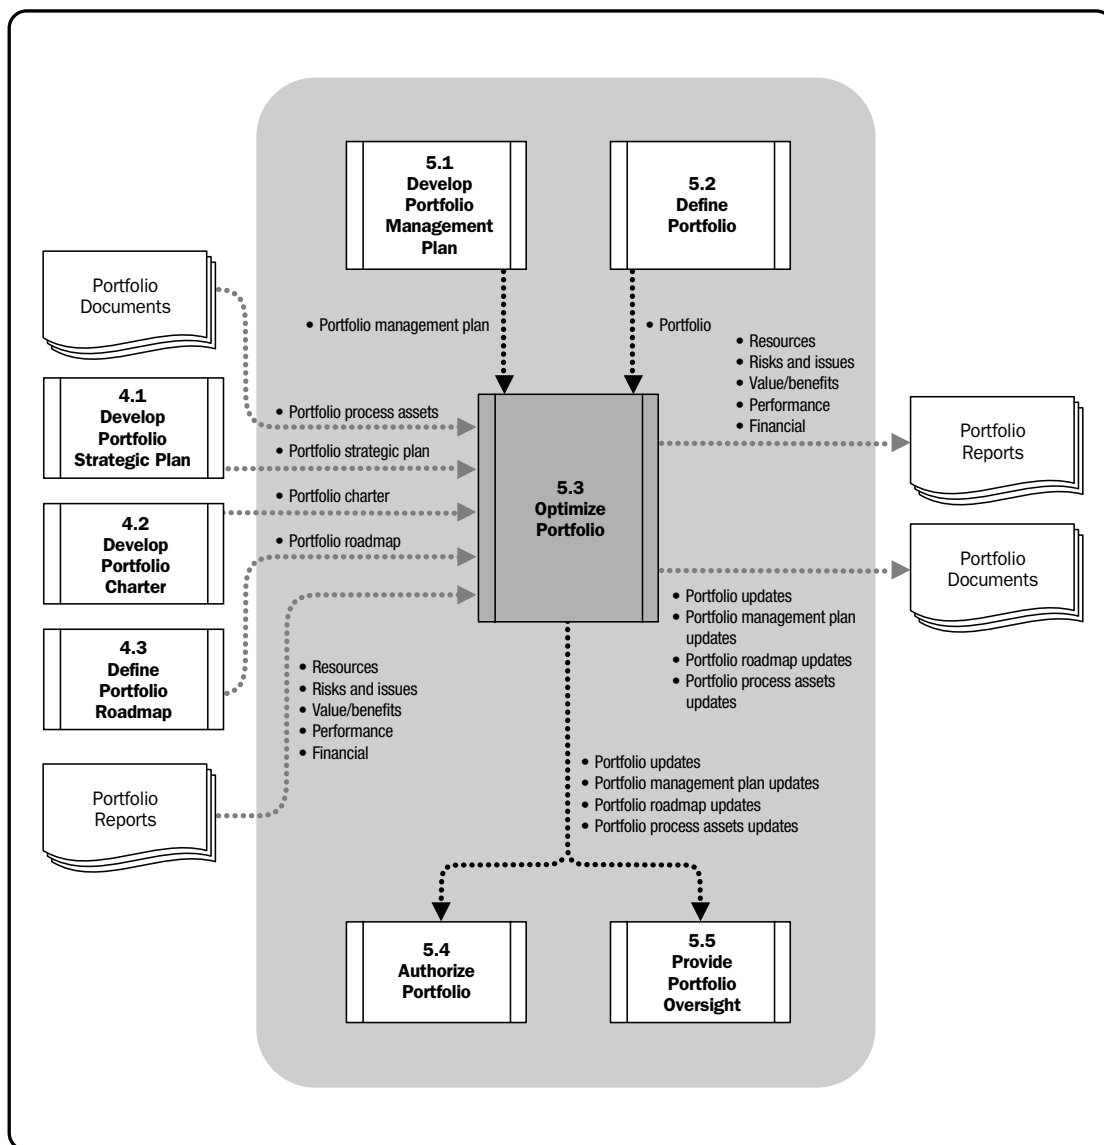 5.1
Develop
Portfolio
Management
Plan
5.2
Define
Portfolio
Portfolio
Documents
• Portfolio management plan
• Portfolio
• Resources
• Risks and issues
• Value/benefits
• Performance
• Financial
4.1
Develop
Portfolio
Strategic Plan
• Portfolio process assets
• Portfolio strategic plan
• Portfolio charter
• Portfolio roadmap
5.3
Optimize
Portfolio
Portfolio
Reports
4.2
Develop
Portfolio
Charter
Portfolio
Documents
• Portfolio updates
• Portfolio management plan
updates
• Portfolio roadmap updates
• Portfolio process assets
updates
4.3
Define
Portfolio
Roadmap
• Resources
• Risks and issues
• Value/benefits
• Performance
• Financial
Portfolio
Reports
• Portfolio updates
• Portfolio management plan updates
• Portfolio roadmap updates
• Portfolio process assets updates
5.4
Authorize
Portfolio
5.5
Provide
Portfolio
Oversight